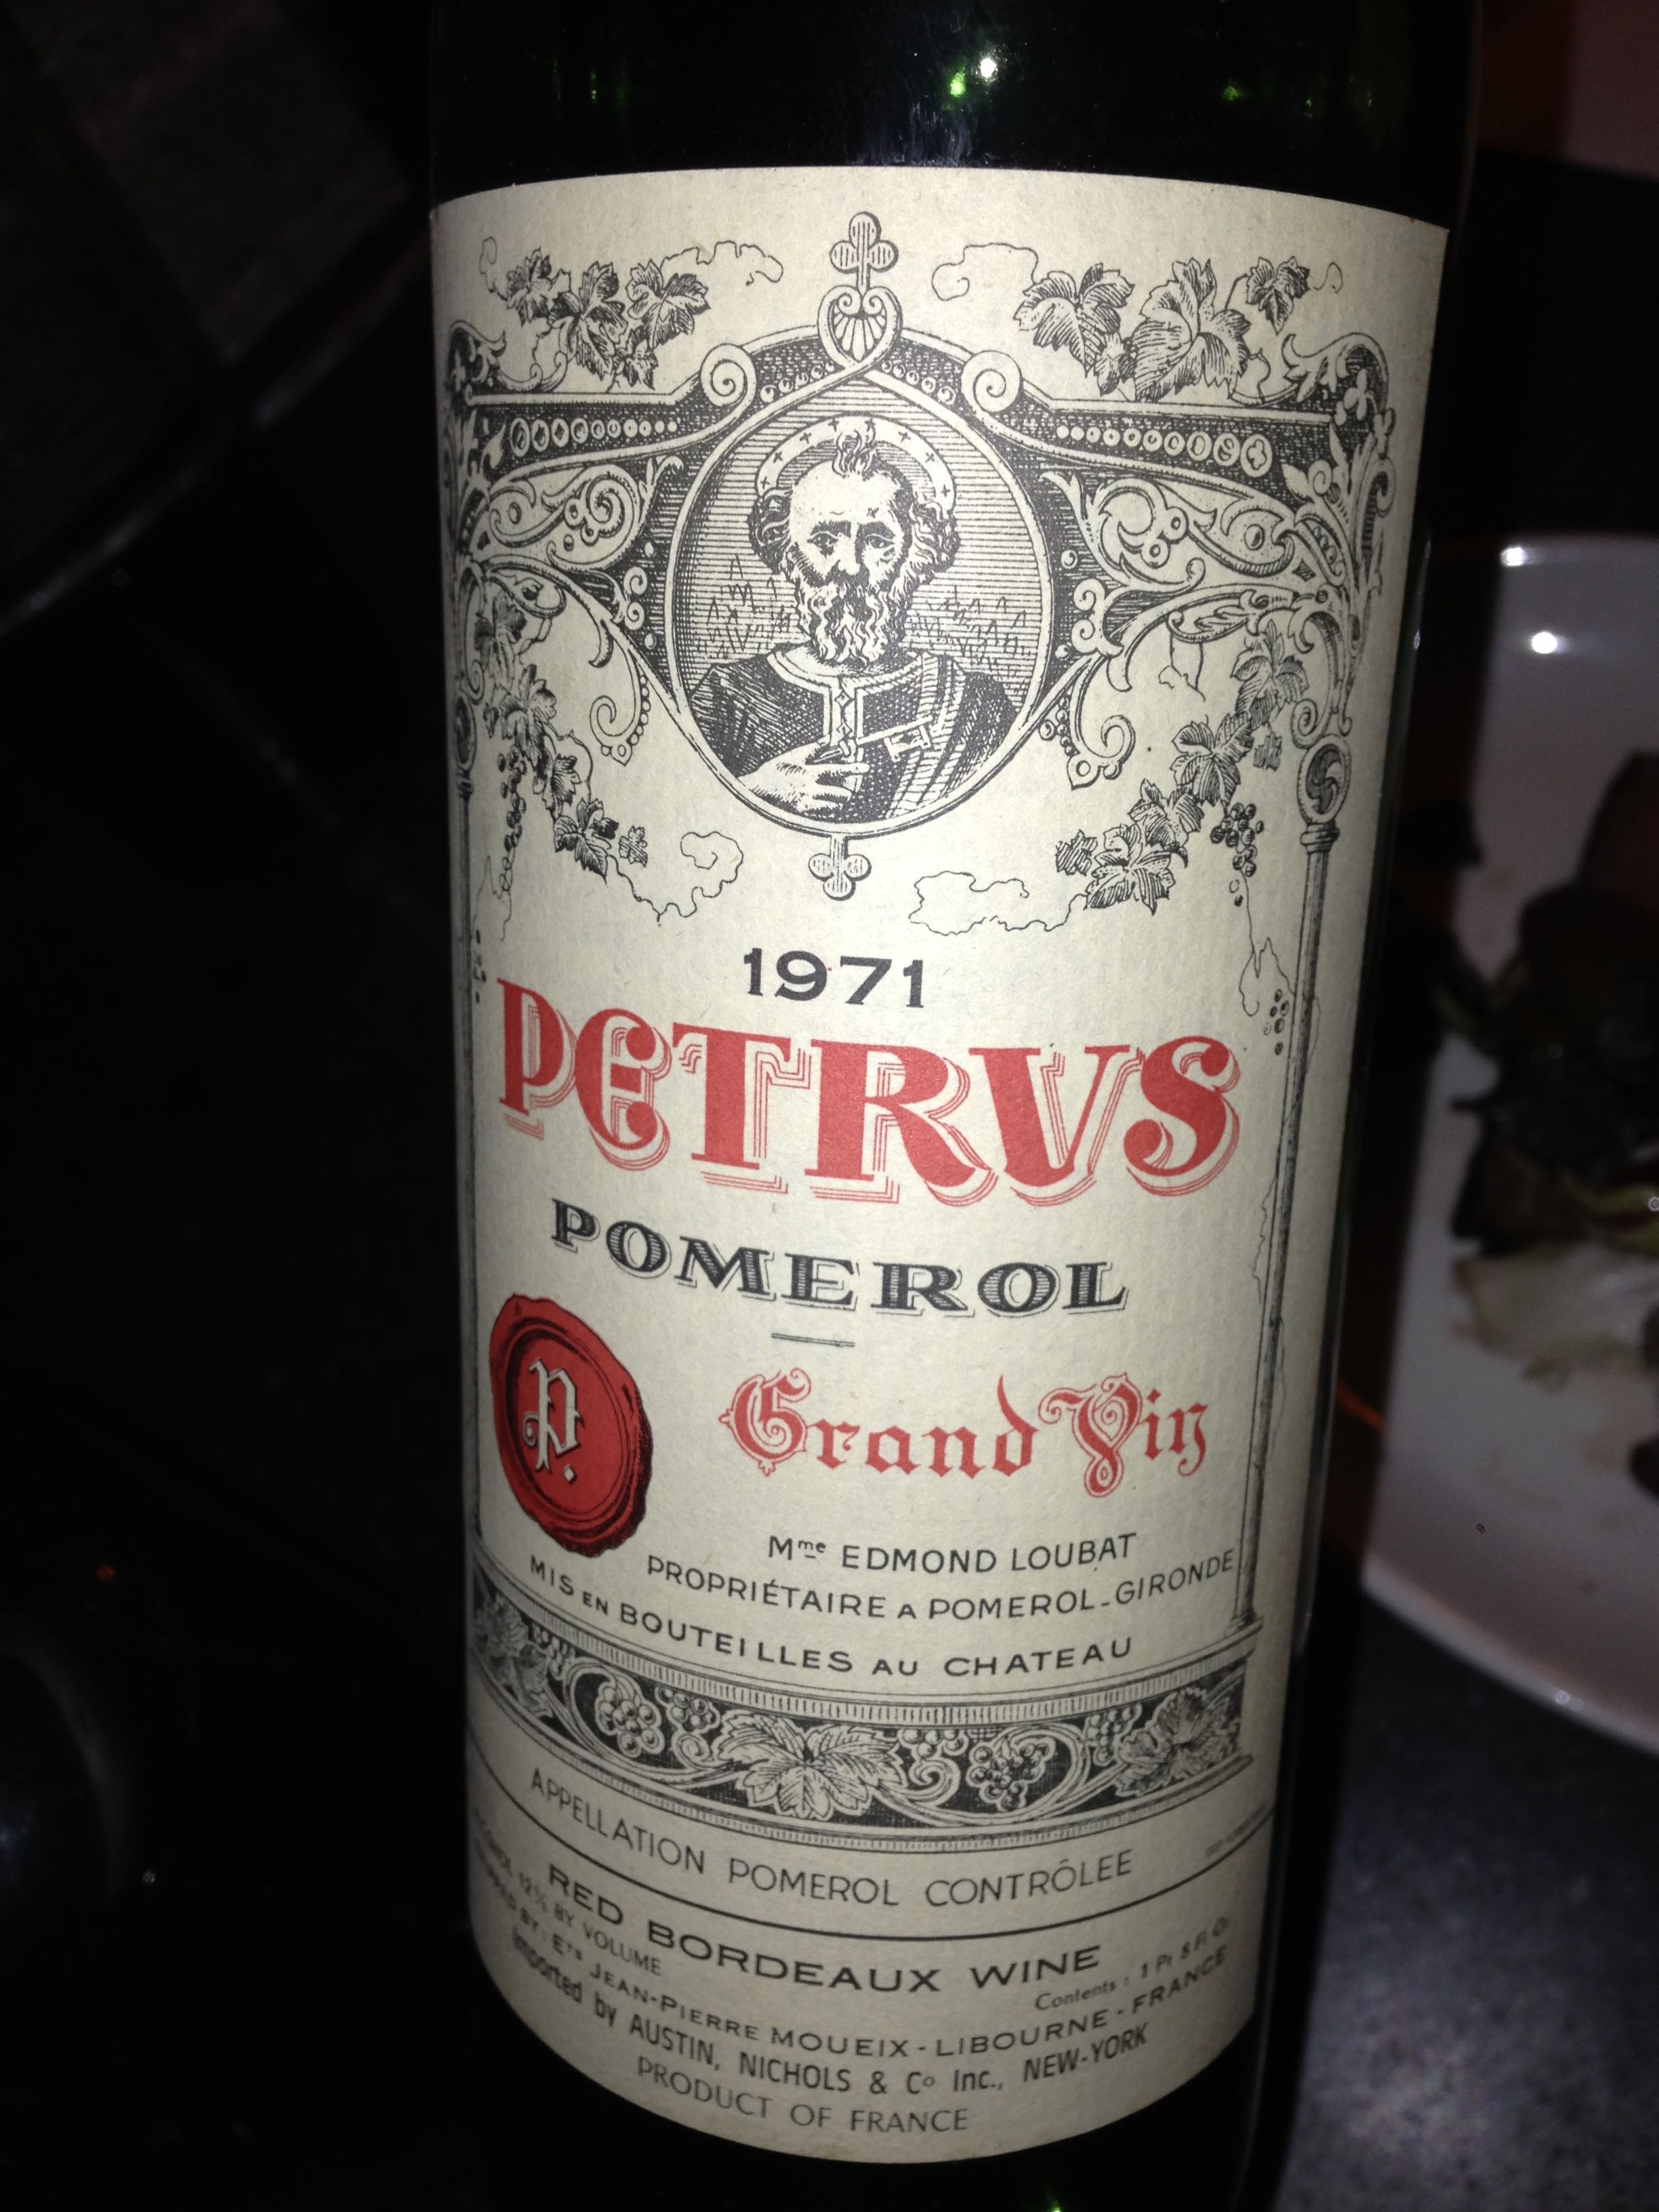 1971
PETRVS
POMEROL
Grand Vin
P.
Mme EDMOND LOUBAT
PROPRIÉTAIRE A POMEROL-GIRONDE
MIS EN BOUTEILLES AU CHATEAU
APPELLATION POMEROL CONTRÔLEE
RED BORDEAUX WINE
12% BY VOLUME
Contents : 1 Pt 8 Fl. Oz
BY : Ets JEAN-PIERRE MOUEIX - LIBOURNE - FRANCE
Imported by AUSTIN, NICHOLS & Co Inc., NEW-YORK
PRODUCT OF FRANCE